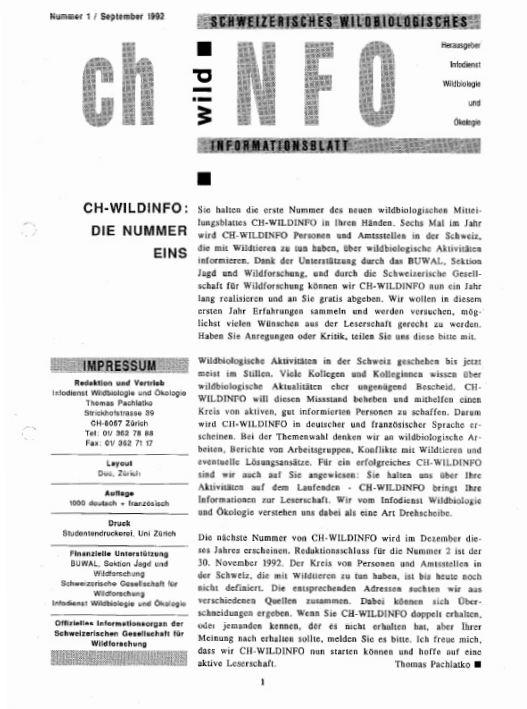 Nummer 1 / September 1992
SCHWEIZERISCHES WILDBIOLOGISCHES
ch wild INFO
Herausgeber
Infodienst
Wildbiologie
und
Ökologie
INFORMATIONSBLATT
CH-WILDINFO:
DIE NUMMER
EINS
Sie halten die erste Nummer des neuen wildbiologischen Mittei-
lungsblattes CH-WILDINFO in Ihren Händen. Sechs Mal im Jahr
wird CH-WILDINFO Personen und Amtsstellen in der Schweiz,
die mit Wildtieren zu tun haben, über wildbiologische Aktivitäten
informieren. Dank der Unterstützung durch das BUWAL, Sektion
Jagd und Wildforschung, und durch die Schweizerische Gesell-
schaft für Wildforschung können wir CH-WILDINFO nun ein Jahr
lang realisieren und an Sie gratis abgeben. Wir wollen in diesem
ersten Jahr Erfahrungen sammeln und werden versuchen, mög-
lichst vielen Wünschen aus der Leserschaft gerecht zu werden.
Haben Sie Anregungen oder Kritik, teilen Sie uns diese bitte mit.
Wildbiologische Aktivitäten in der Schweiz geschehen bis jetzt
meist im Stillen. Viele Kollegen und Kolleginnen wissen über
wildbiologische Aktualitäten eher ungenügend Bescheid. CH-
WILDINFO will diesen Missstand beheben und mithelfen einen
Kreis von aktiven, gut informierten Personen zu schaffen. Darum
wird CH-WILDINFO in deutscher und französischer Sprache er-
scheinen. Bei der Themenwahl denken wir an wildbiologische Ar-
beiten, Berichte von Arbeitsgruppen, Konflikte mit Wildtieren und
eventuelle Lösungsansätze. Für ein erfolgreiches CH-WILDINFO
sind wir auch auf Sie angewiesen: Sie halten uns über Ihre
Aktivitäten auf dem Laufenden - CH-WILDINFO bringt Ihre
Informationen zur Leserschaft. Wir vom Infodienst Wildbiologie
und Ökologie verstehen uns dabei als eine Art Drehscheibe.
Die nächste Nummer von CH-WILDINFO wird im Dezember die-
ses Jahres erscheinen. Redaktionsschluss für die Nummer 2 ist der
30. November 1992. Der Kreis von Personen und Amtsstellen in
der Schweiz, die mit Wildtieren zu tun haben, ist bis heute noch
nicht definiert. Die entsprechenden Adressen suchten wir aus
verschiedenen Quellen zusammen. Dabei können sich Über-
schneidungen ergeben. Wenn Sie CH-WILDINFO doppelt erhalten,
oder jemanden kennen, der es nicht erhalten hat, aber Ihrer
Meinung nach erhalten sollte, melden Sie es bitte. Ich freue mich,
dass wir CH-WILDINFO nun starten können und hoffe auf eine
aktive Leserschaft. Thomas Pachlatko
IMPRESSUM
Redaktion und Vertrieb
Infodienst Wildbiologie und Ökologie
Thomas Pachlatko
Strickhofstrasse 39
CH-8057 Zürich
Tel: 01/ 362 78 88
Fax: 01/ 362 71 17
Layout
Doc, Zürich
Auflage
1000 deutsch + französisch
Druck
Studentendruckerei, Uni Zürich
Finanzielle Unterstützung
BUWAL, Sektion Jagd und
Wildforschung
Schweizerische Gesellschaft für
Wildforschung
Infodienst Wildbiologie und Ökologie
Offizielles Informationsorgan der
Schweizerischen Gesellschaft für
Wildforschung
1